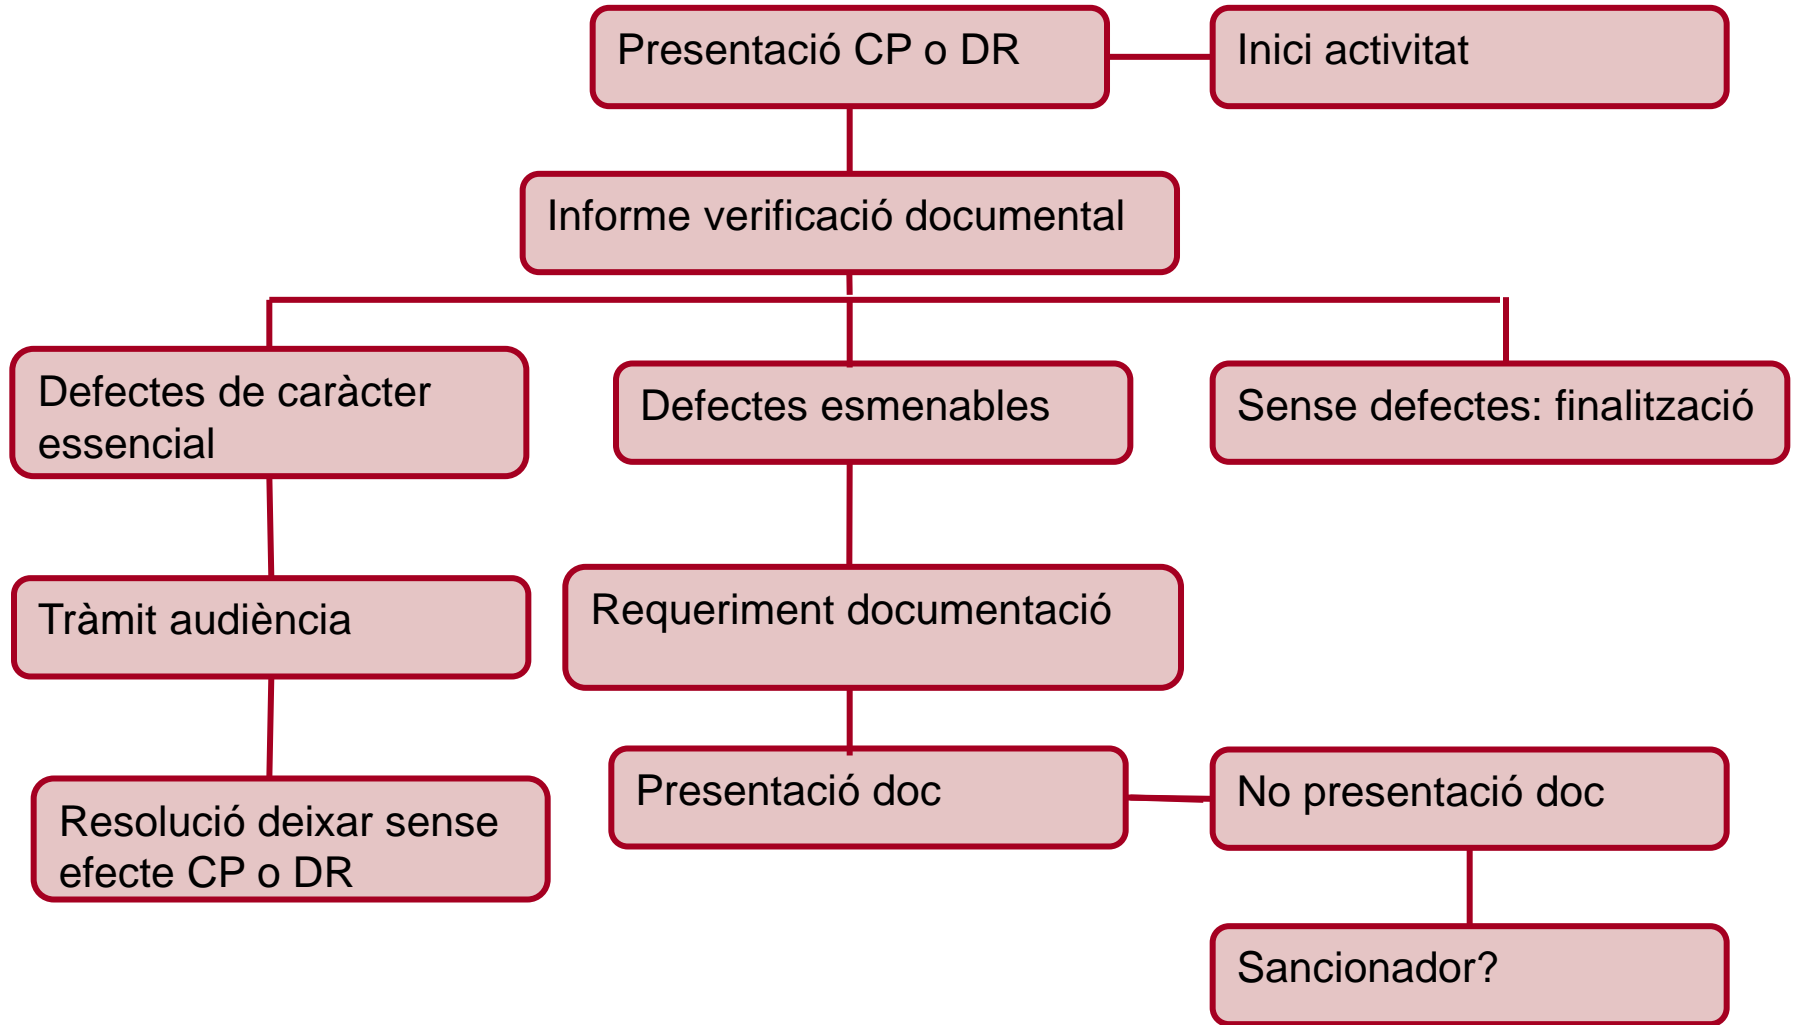 Presentació CP o DR
Inici activitat
Informe verificació documental
Defectes de caràcter
essencial
Defectes esmenables
Sense defectes: finalització
Tràmit audiència
Requeriment documentació
Resolució deixar sense
efecte CP o DR
Presentació doc
No presentació doc
Sancionador?